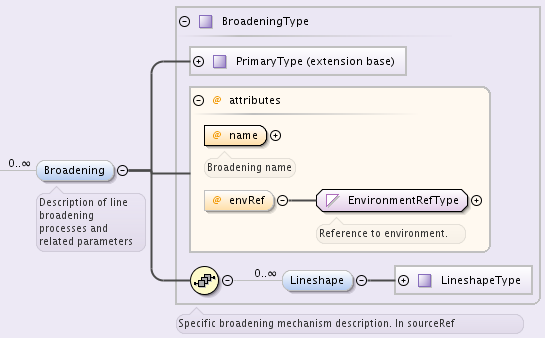 BroadeningType
PrimaryType (extension base)
@ attributes
@ name
Broadening name
0..∞
Broadening
@ envRef
EnvironmentRefType
Description of line
broadening
processes and
related parameters
Reference to environment.
0..∞
Lineshape
LineshapeType
Specific broadening mechanism description. In sourceRef